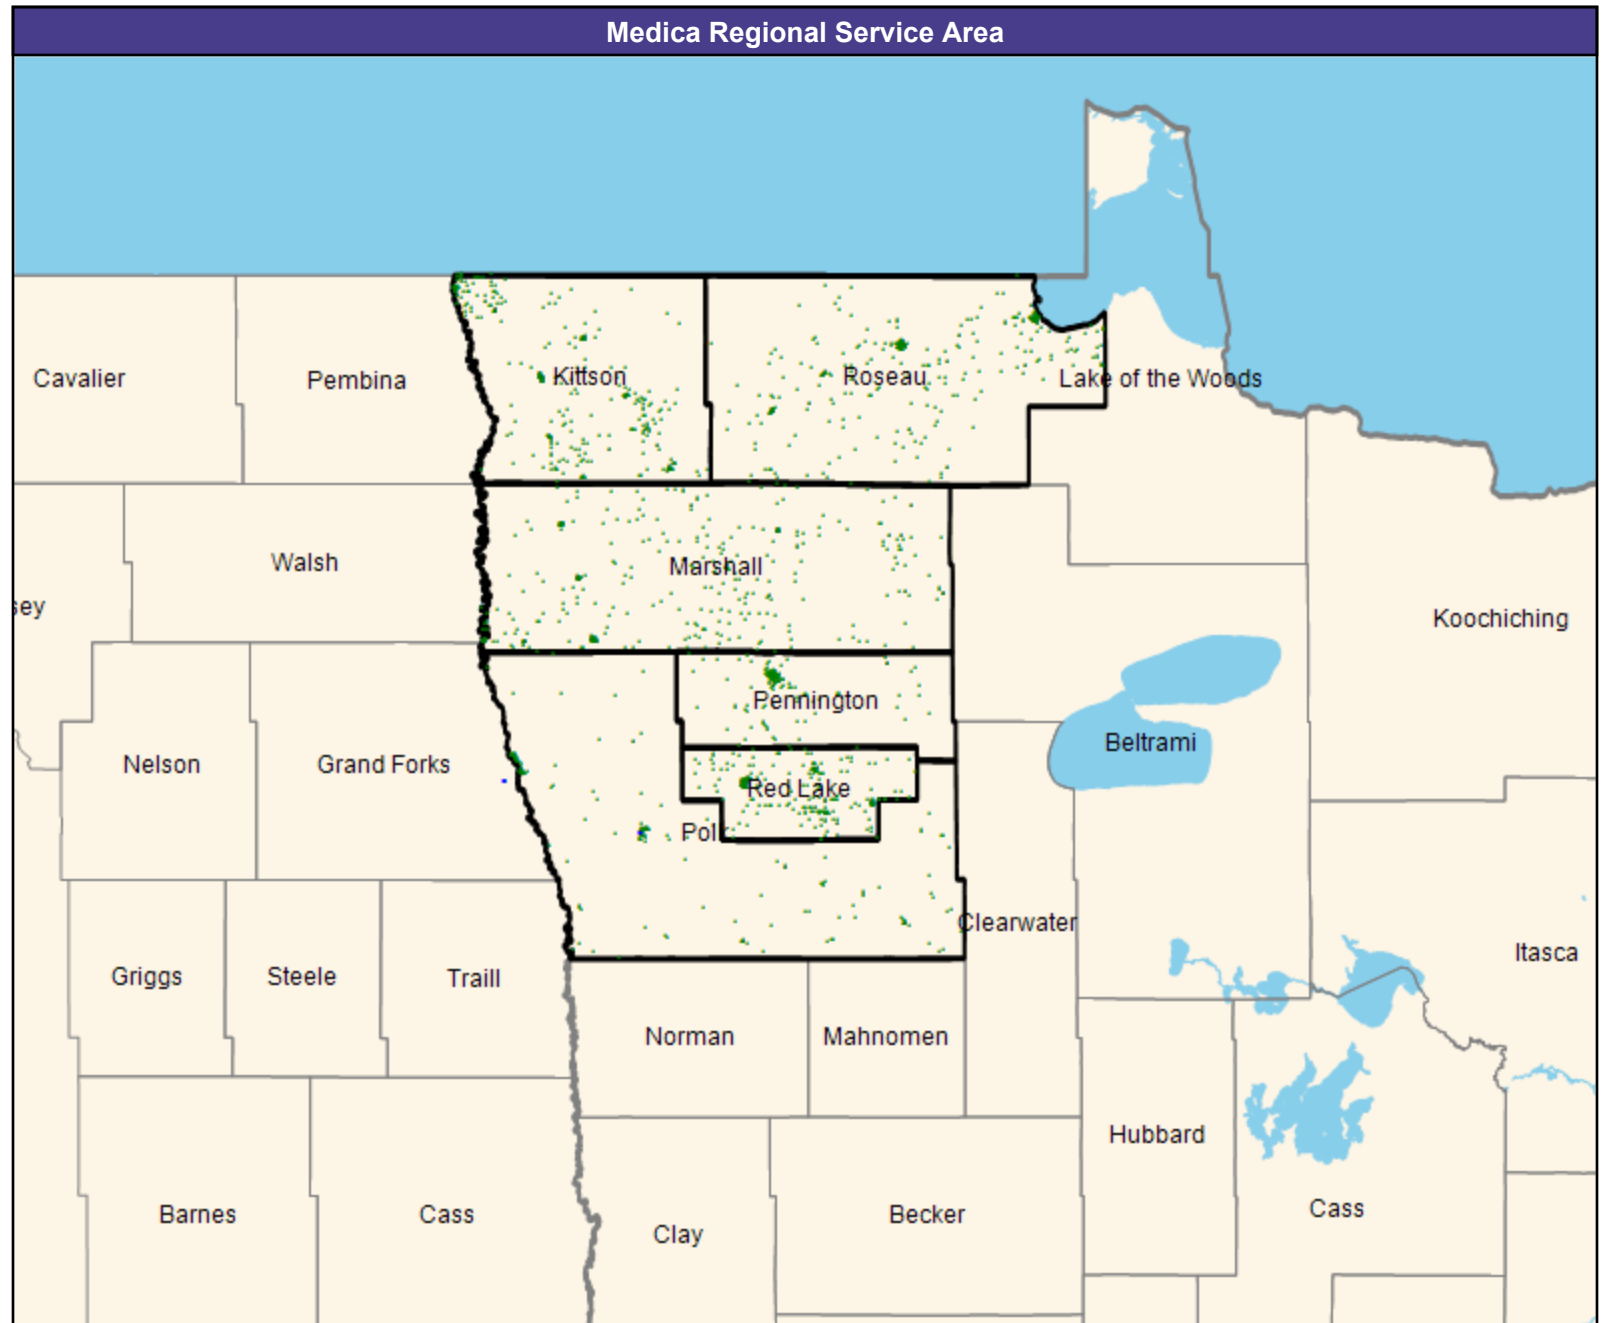 Medica Regional Service Area
Cavalier
Pembina
Kittson
Roseau
Lake of the Woods
Walsh
Marshall
sey
Koochiching
Pennington
Nelson
Grand Forks
Beltrami
Red Lake
Pol
Clearwater
Griggs
Steele
Traill
Itasca
Norman
Mahnomen
Hubbard
Barnes
Cass
Clay
Becker
Cass